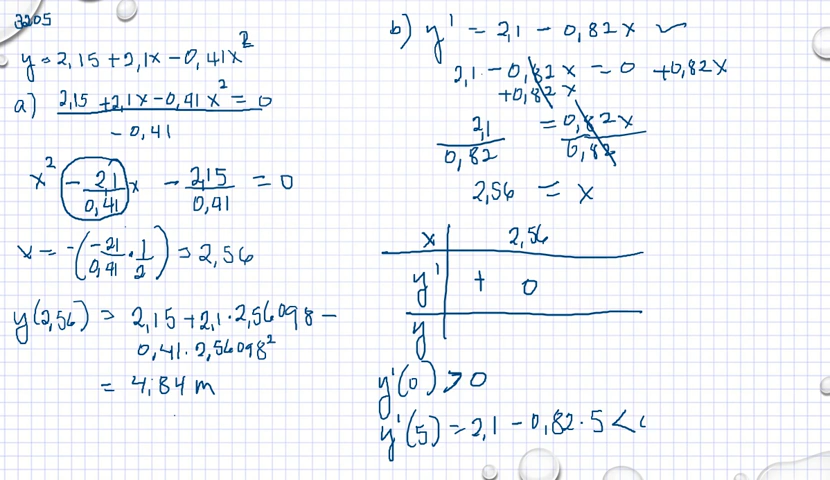 2205
y = 2,15 + 2,1x - 0,41x²
a) 2,15 + 2,1x - 0,41x² = 0
- 0,41
x² - 2,1/0,41 x - 2,15/0,41 = 0
x = -(-21/0,41 · 1/2) = 2,56
y(2,56) = 2,15 + 2,1 · 2,56098 -
0,41 · 2,56098²
= 4,84 m
b) y' = 2,1 - 0,82x
2,1 - 0,82x = 0 + 0,82x
+0,82x
2,1/0,82 = 0,82x/0,82
2,56 = x
x 2,56
y' + 0
y
y'(0) > 0
y'(5) = 2,1 - 0,82 · 5 <